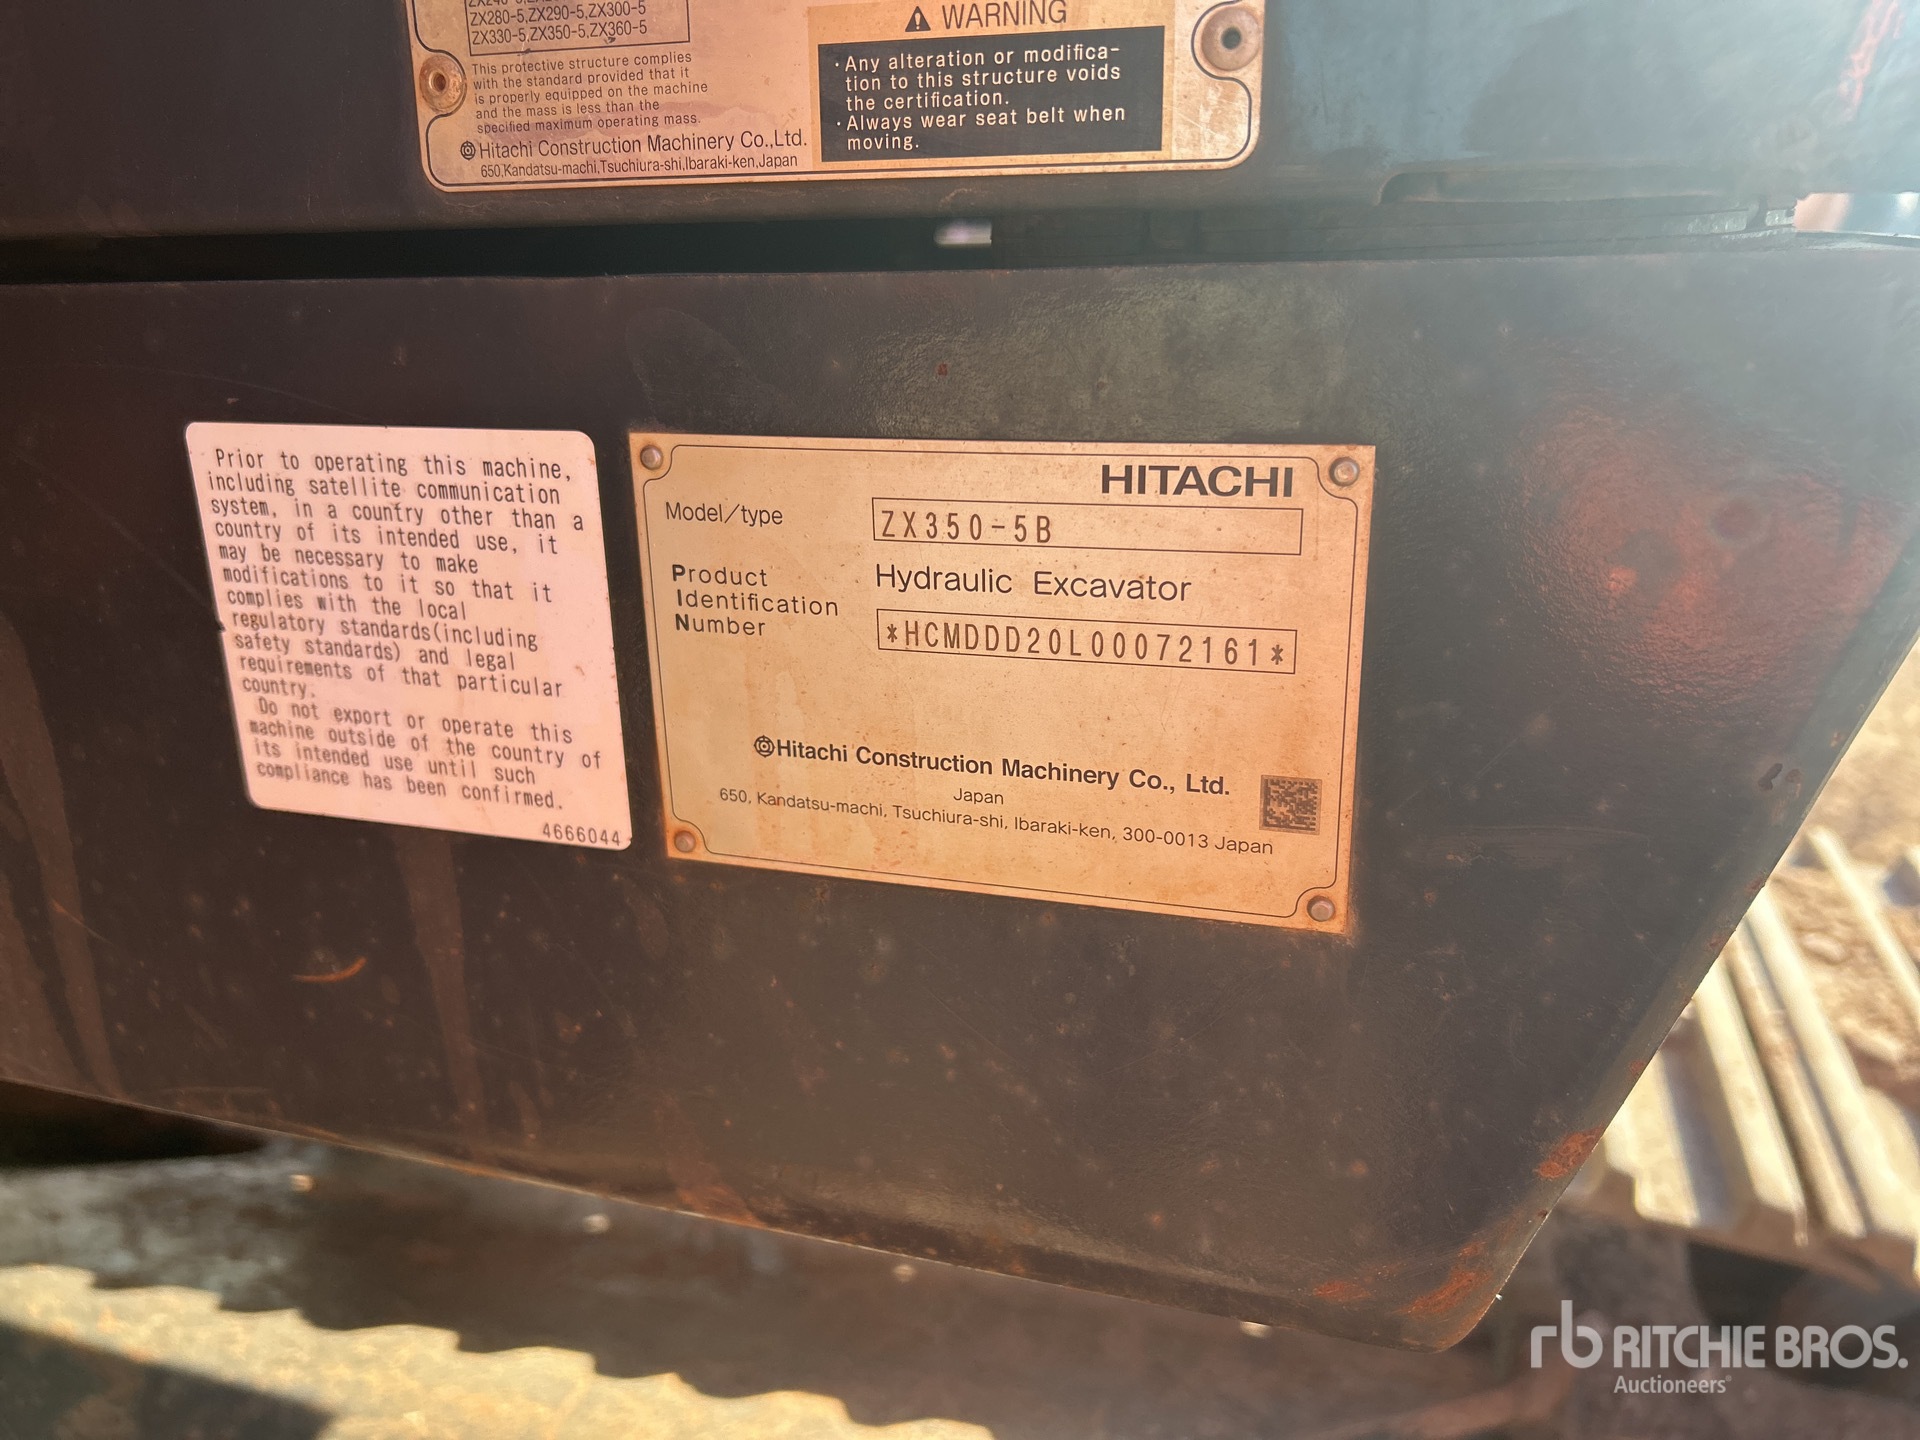 ZX280-5,ZX290-5,ZX300-5
ZX330-5,ZX350-5,ZX360-5
This protective structure complies
with the standard provided that it
is properly equipped on the machine
and the mass is less than the
specified maximum operating mass.
Hitachi Construction Machinery Co.,Ltd.
650,Kandatsu-machi,Tsuchiura-shi,Ibaraki-ken,Japan
WARNING
・Any alteration or modifica-
tion to this structure voids
the certification.
・Always wear seat belt when
moving.
Prior to operating this machine,
including satellite communication
system, in a country other than a
country of its intended use, it
may be necessary to make
modifications to it so that it
complies with the local
regulatory standards(including
safety standards) and legal
requirements of that particular
country.
Do not export or operate this
machine outside of the country of
its intended use until such
compliance has been confirmed.
4666044
HITACHI
Model/type
ZX350-5B
Hydraulic Excavator
Product
Identification
Number
*HCMDDD20L00072161*
Hitachi Construction Machinery Co., Ltd.
Japan
650, Kandatsu-machi, Tsuchiura-shi, Ibaraki-ken, 300-0013 Japan
rb RITCHIE BROS.
Auctioneers